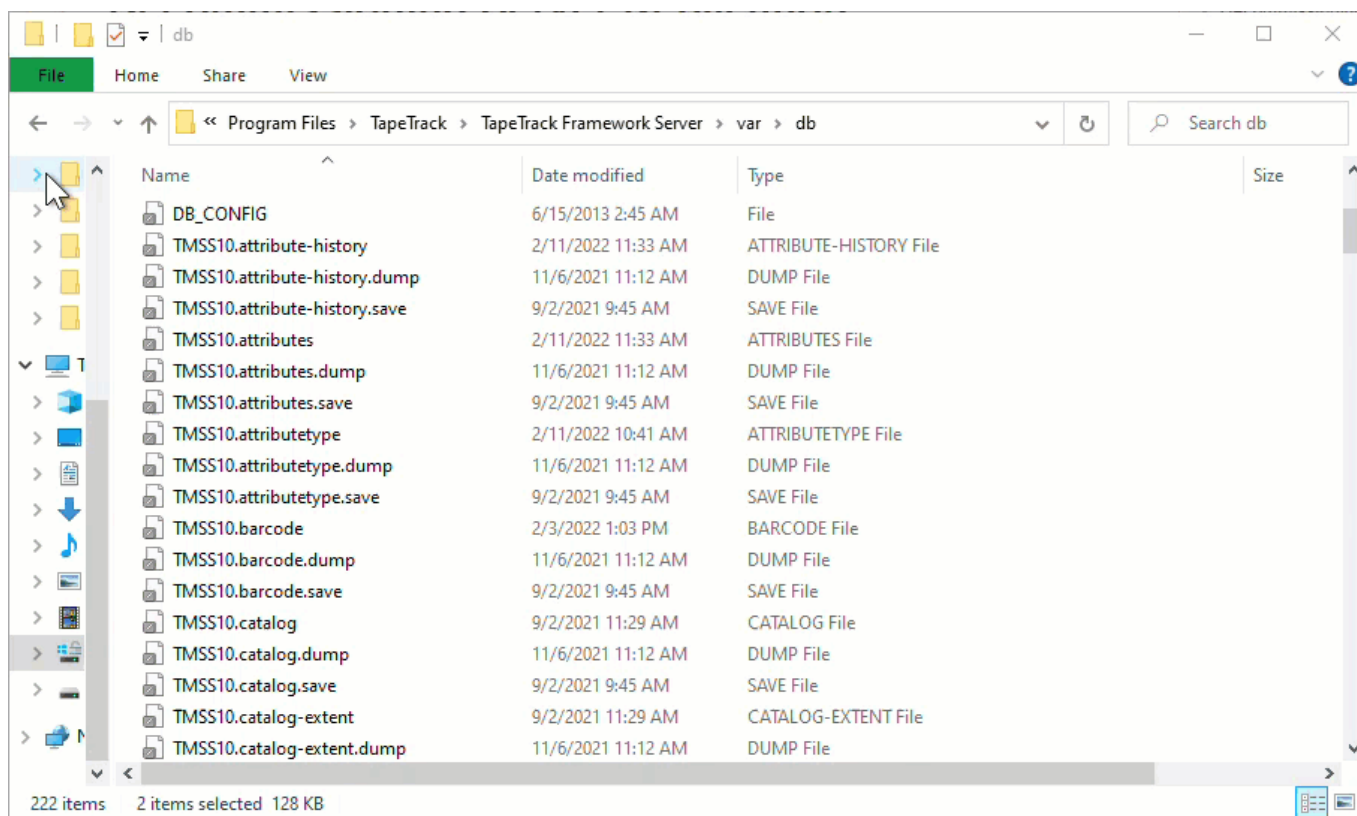 db
File Home Share View
« Program Files > TapeTrack > TapeTrack Framework Server > var > db Search db
Name Date modified Type Size
DB_CONFIG 6/15/2013 2:45 AM File
TMSS10.attribute-history 2/11/2022 11:33 AM ATTRIBUTE-HISTORY File
TMSS10.attribute-history.dump 11/6/2021 11:12 AM DUMP File
TMSS10.attribute-history.save 9/2/2021 9:45 AM SAVE File
TMSS10.attributes 2/11/2022 11:33 AM ATTRIBUTES File
TMSS10.attributes.dump 11/6/2021 11:12 AM DUMP File
TMSS10.attributes.save 9/2/2021 9:45 AM SAVE File
TMSS10.attributetype 2/11/2022 10:41 AM ATTRIBUTETYPE File
TMSS10.attributetype.dump 11/6/2021 11:12 AM DUMP File
TMSS10.attributetype.save 9/2/2021 9:45 AM SAVE File
TMSS10.barcode 2/3/2022 1:03 PM BARCODE File
TMSS10.barcode.dump 11/6/2021 11:12 AM DUMP File
TMSS10.barcode.save 9/2/2021 9:45 AM SAVE File
TMSS10.catalog 9/2/2021 11:29 AM CATALOG File
TMSS10.catalog.dump 11/6/2021 11:12 AM DUMP File
TMSS10.catalog.save 9/2/2021 9:45 AM SAVE File
TMSS10.catalog-extent 9/2/2021 11:29 AM CATALOG-EXTENT File
TMSS10.catalog-extent.dump 11/6/2021 11:12 AM DUMP File
222 items 2 items selected 128 KB